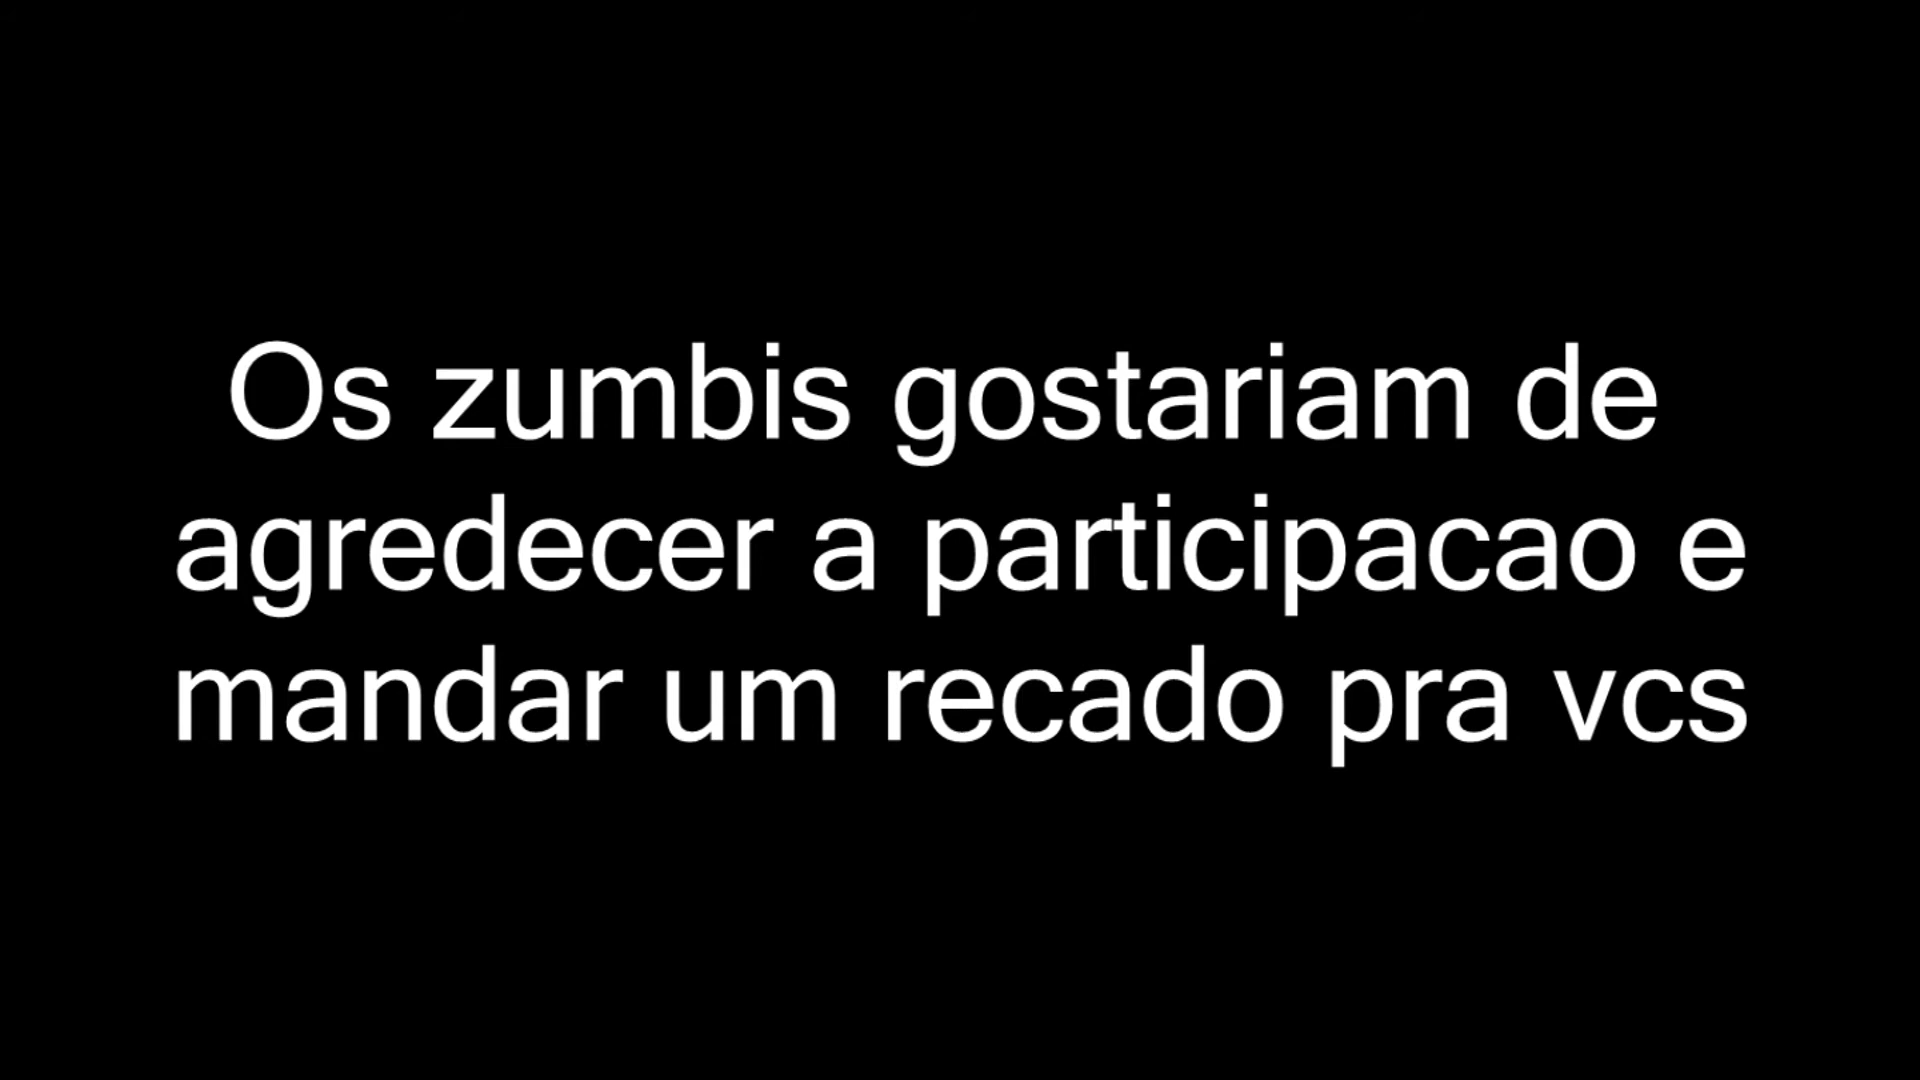 Os zumbis gostariam de
agredecer a participacao e
mandar um recado pra vcs